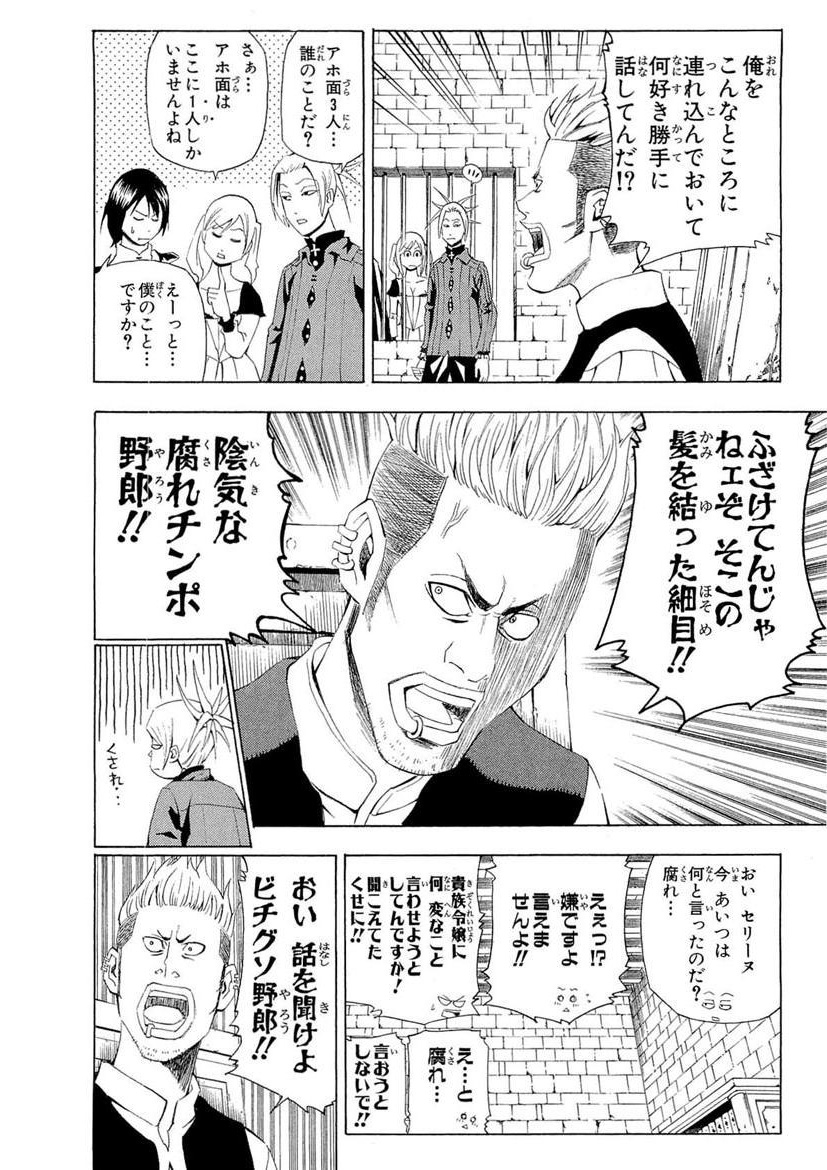 俺を
こんなところに
連れ込んでおいて
何好き勝手に
話してんだ!?
アホ面3人…
誰のことだ?
さぁ…
アホ面は
ここに1人しか
いませんよね
えーっと…
僕のこと…
ですか?
ふざけてんじゃ
ねェぞ そこの
髪を結った細目!!
陰気な
腐れチンポ
野郎!!
くされ…
おい セリーヌ
今 あいつは
何と言ったのだ?
腐れ…
えぇっ!?
嫌ですよ
言えま
せんよ!!
貴族令嬢に
何 変なこと
言わせようと
してんですか!
聞こえてた
くせに!!
え…と
腐れ…
言おうと
しないで!!
おい 話を聞けよ
ビチグソ野郎!!